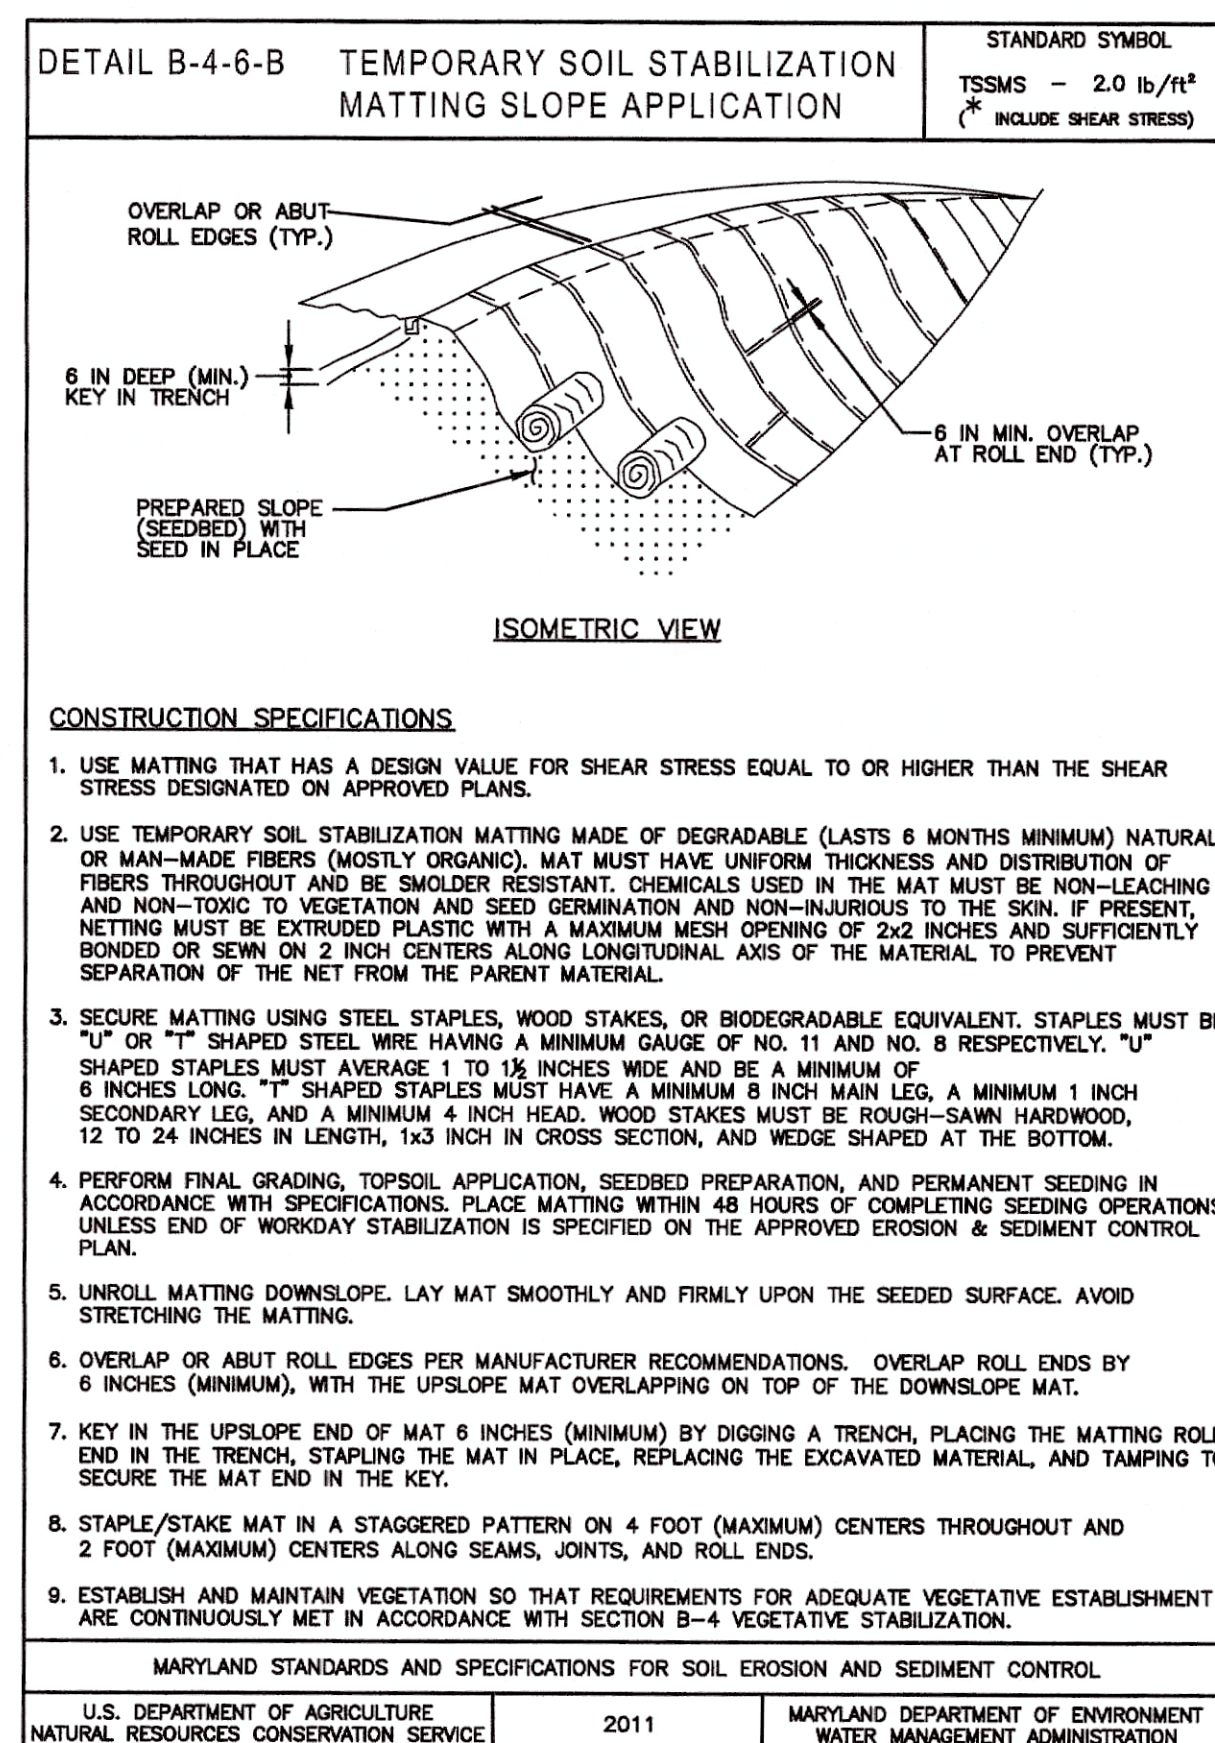 DETAIL B-4-6-B
TEMPORARY SOIL STABILIZATION
MATTING SLOPE APPLICATION
STANDARD SYMBOL
TSSMS - 2.0 lb/ft²
(* INCLUDE SHEAR STRESS)
OVERLAP OR ABUT
ROLL EDGES (TYP.)
6 IN DEEP (MIN.)
KEY IN TRENCH
6 IN MIN. OVERLAP
AT ROLL END (TYP.)
PREPARED SLOPE
(SEEDBED) WITH
SEED IN PLACE
ISOMETRIC VIEW
CONSTRUCTION SPECIFICATIONS
1. USE MATTING THAT HAS A DESIGN VALUE FOR SHEAR STRESS EQUAL TO OR HIGHER THAN THE SHEAR
STRESS DESIGNATED ON APPROVED PLANS.
2. USE TEMPORARY SOIL STABILIZATION MATTING MADE OF DEGRADABLE (LASTS 6 MONTHS MINIMUM) NATURAL
OR MAN-MADE FIBERS (MOSTLY ORGANIC). MAT MUST HAVE UNIFORM THICKNESS AND DISTRIBUTION OF
FIBERS THROUGHOUT AND BE SMOLDER RESISTANT. CHEMICALS USED IN THE MAT MUST BE NON-LEACHING
AND NON-TOXIC TO VEGETATION AND SEED GERMINATION AND NON-INJURIOUS TO THE SKIN. IF PRESENT,
NETTING MUST BE EXTRUDED PLASTIC WITH A MAXIMUM MESH OPENING OF 2x2 INCHES AND SUFFICIENTLY
BONDED OR SEWN ON 2 INCH CENTERS ALONG LONGITUDINAL AXIS OF THE MATERIAL TO PREVENT
SEPARATION OF THE NET FROM THE PARENT MATERIAL.
3. SECURE MATTING USING STEEL STAPLES, WOOD STAKES, OR BIODEGRADABLE EQUIVALENT. STAPLES MUST BE
"U" OR "T" SHAPED STEEL WIRE HAVING A MINIMUM GAUGE OF NO. 11 AND NO. 8 RESPECTIVELY. "U"
SHAPED STAPLES MUST AVERAGE 1 TO 1½ INCHES WIDE AND BE A MINIMUM OF
6 INCHES LONG. "T" SHAPED STAPLES MUST HAVE A MINIMUM 8 INCH MAIN LEG, A MINIMUM 1 INCH
SECONDARY LEG, AND A MINIMUM 4 INCH HEAD. WOOD STAKES MUST BE ROUGH-SAWN HARDWOOD,
12 TO 24 INCHES IN LENGTH, 1x3 INCH IN CROSS SECTION, AND WEDGE SHAPED AT THE BOTTOM.
4. PERFORM FINAL GRADING, TOPSOIL APPLICATION, SEEDBED PREPARATION, AND PERMANENT SEEDING IN
ACCORDANCE WITH SPECIFICATIONS. PLACE MATTING WITHIN 48 HOURS OF COMPLETING SEEDING OPERATIONS
UNLESS END OF WORKDAY STABILIZATION IS SPECIFIED ON THE APPROVED EROSION & SEDIMENT CONTROL
PLAN.
5. UNROLL MATTING DOWNSLOPE. LAY MAT SMOOTHLY AND FIRMLY UPON THE SEEDED SURFACE. AVOID
STRETCHING THE MATTING.
6. OVERLAP OR ABUT ROLL EDGES PER MANUFACTURER RECOMMENDATIONS. OVERLAP ROLL ENDS BY
6 INCHES (MINIMUM), WITH THE UPSLOPE MAT OVERLAPPING ON TOP OF THE DOWNSLOPE MAT.
7. KEY IN THE UPSLOPE END OF MAT 6 INCHES (MINIMUM) BY DIGGING A TRENCH, PLACING THE MATTING ROLL
END IN THE TRENCH, STAPLING THE MAT IN PLACE, REPLACING THE EXCAVATED MATERIAL, AND TAMPING TO
SECURE THE MAT END IN THE KEY.
8. STAPLE/STAKE MAT IN A STAGGERED PATTERN ON 4 FOOT (MAXIMUM) CENTERS THROUGHOUT AND
2 FOOT (MAXIMUM) CENTERS ALONG SEAMS, JOINTS, AND ROLL ENDS.
9. ESTABLISH AND MAINTAIN VEGETATION SO THAT REQUIREMENTS FOR ADEQUATE VEGETATIVE ESTABLISHMENT
ARE CONTINUOUSLY MET IN ACCORDANCE WITH SECTION B-4 VEGETATIVE STABILIZATION.
MARYLAND STANDARDS AND SPECIFICATIONS FOR SOIL EROSION AND SEDIMENT CONTROL
U.S. DEPARTMENT OF AGRICULTURE
NATURAL RESOURCES CONSERVATION SERVICE
2011
MARYLAND DEPARTMENT OF ENVIRONMENT
WATER MANAGEMENT ADMINISTRATION